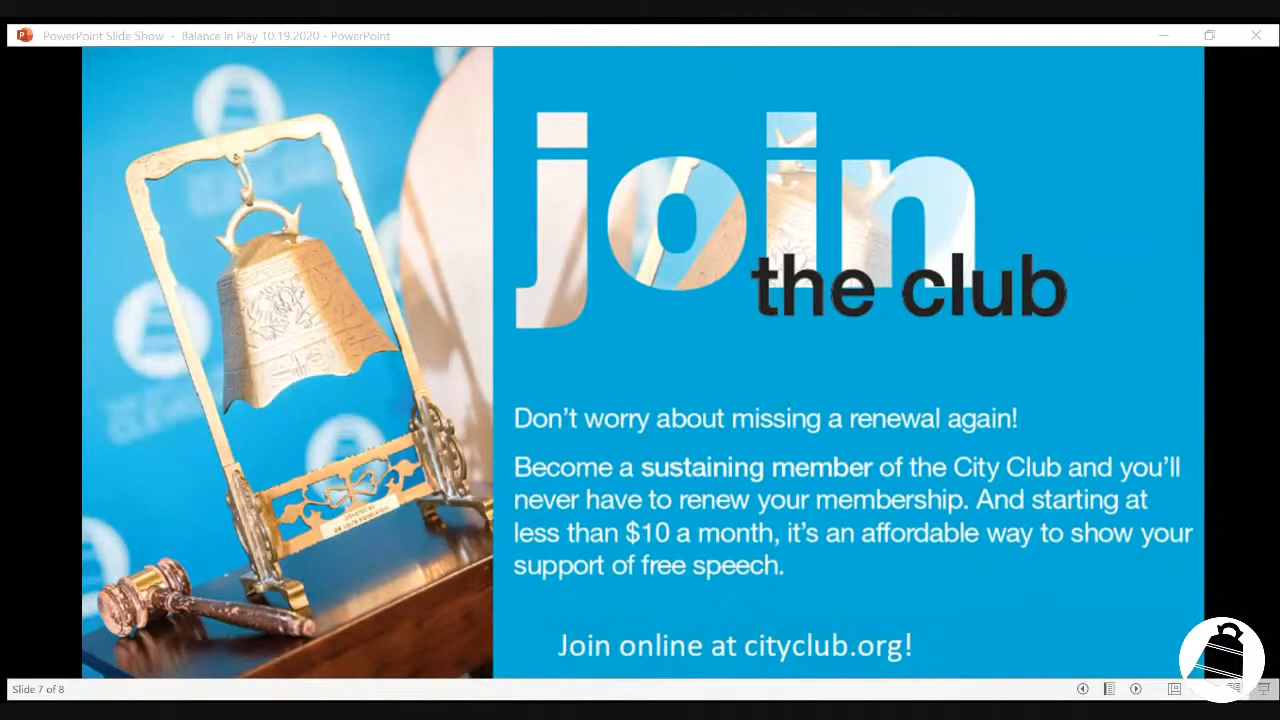 PowerPoint Slide Show - Balance in Play 10.19.2020 - PowerPoint
join
the club
Don't worry about missing a renewal again!
Become a sustaining member of the City Club and you'll
never have to renew your membership. And starting at
less than $10 a month, it's an affordable way to show your
support of free speech.
Join online at cityclub.org!
Slide 7 of 8